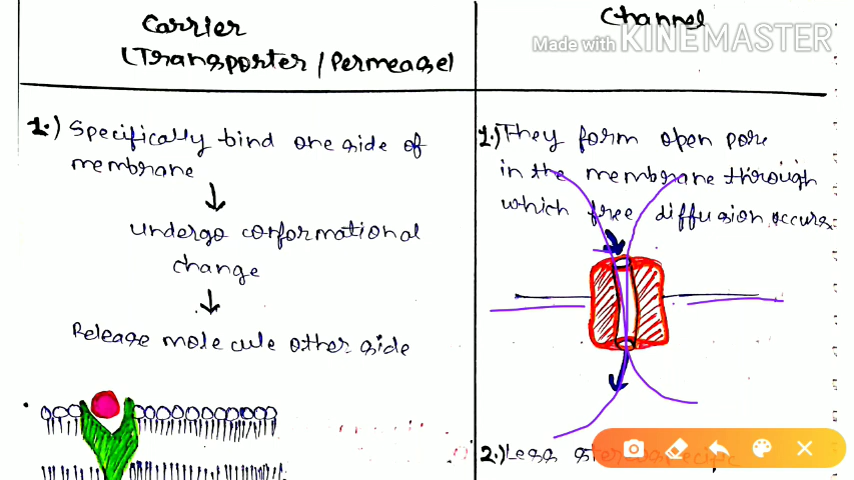 Carrier
(Transporter / Permease)
1.) Specifically bind one side of
membrane
undergo conformational
change
Release molecule other side
Channel
Made with KINEMASTER
1.) They form open pore
in the membrane through
which free diffusion occurs
2.) Less